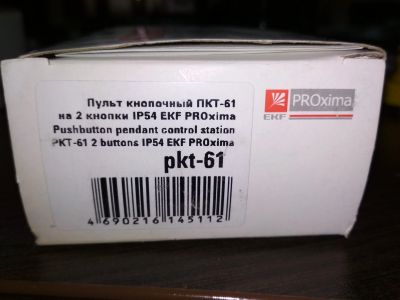 Пульт кнопочный ПКТ-61
на 2 кнопки IP54 EKF PROxima
Pushbutton pendant control station
PKT-61 2 buttons IP54 EKF PROxima
pkt-61
4 690216 145112
PROxima
EKF